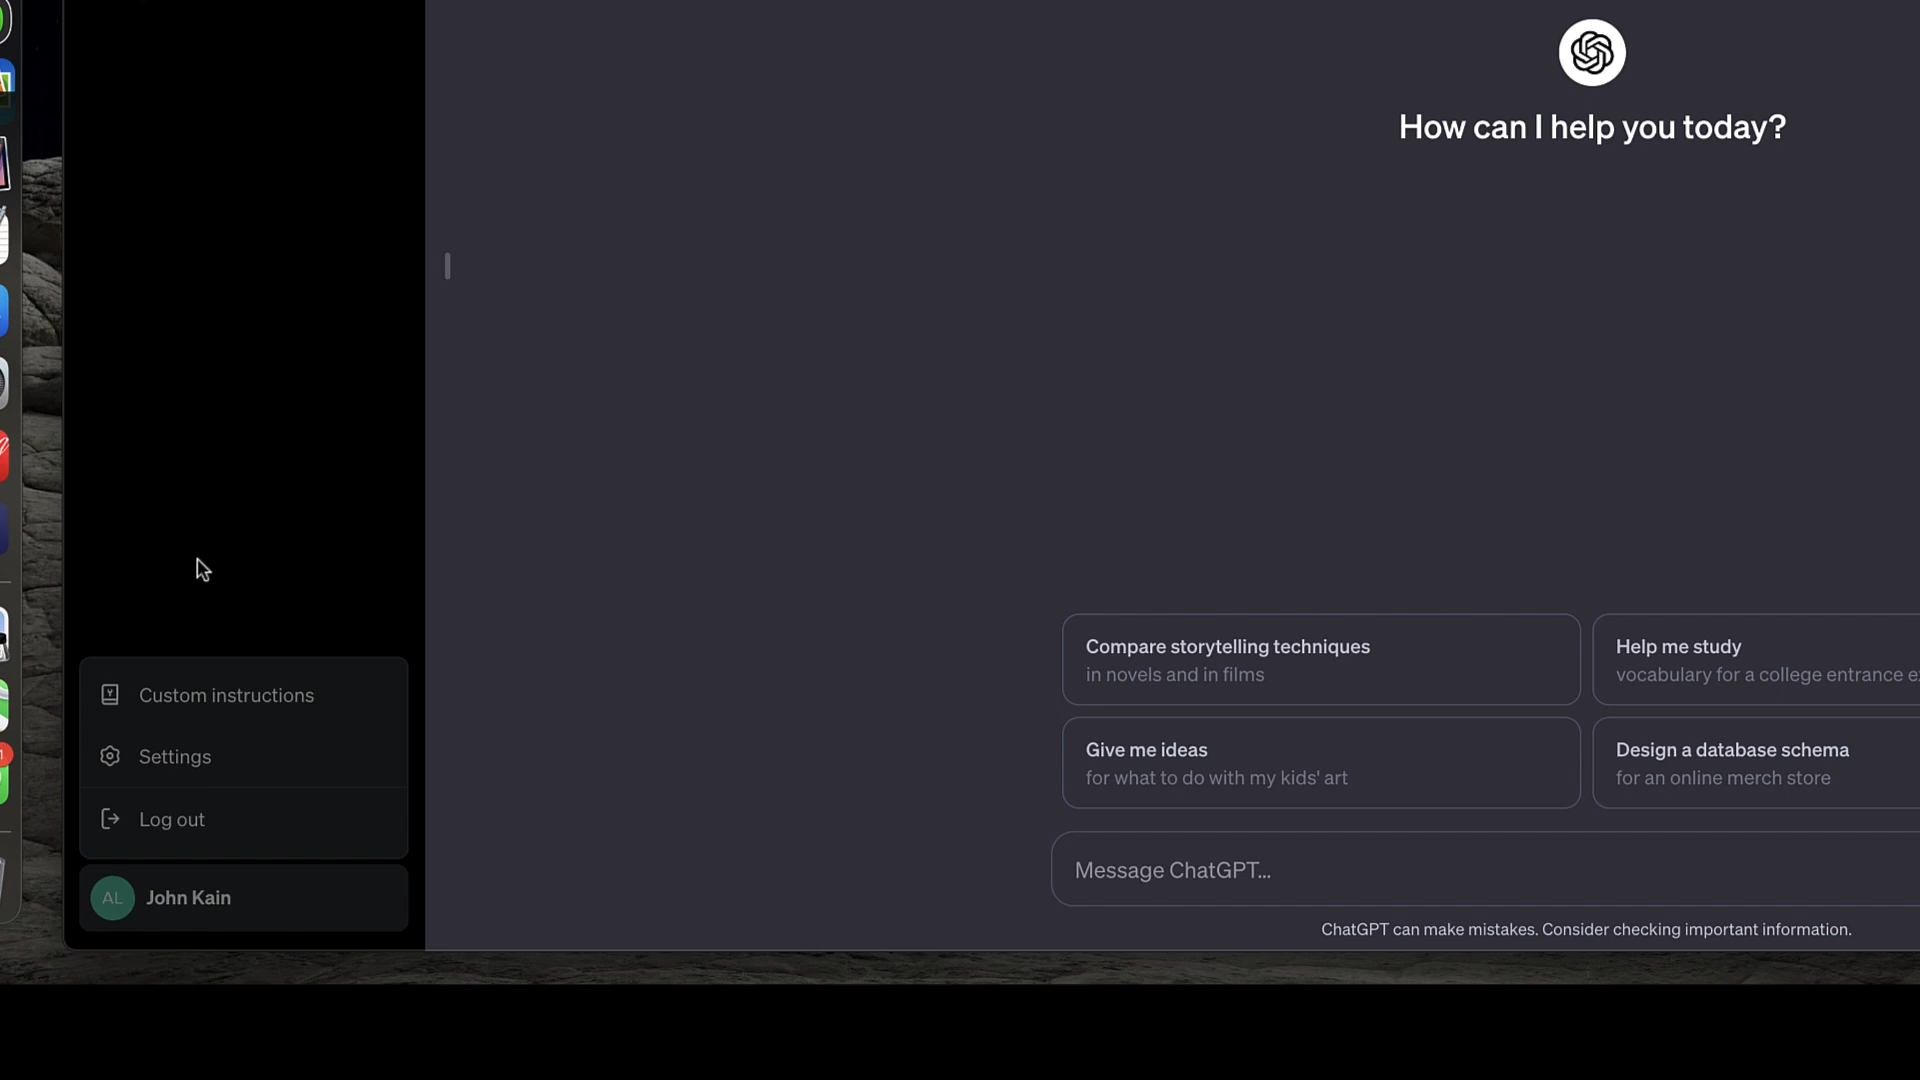 How can I help you today?
Compare storytelling techniques
in novels and in films
Help me study
vocabulary for a college entrance
Give me ideas
for what to do with my kids' art
Design a database schema
for an online merch store
Custom instructions
Settings
Log out
AL John Kain
Message ChatGPT...
ChatGPT can make mistakes. Consider checking important information.